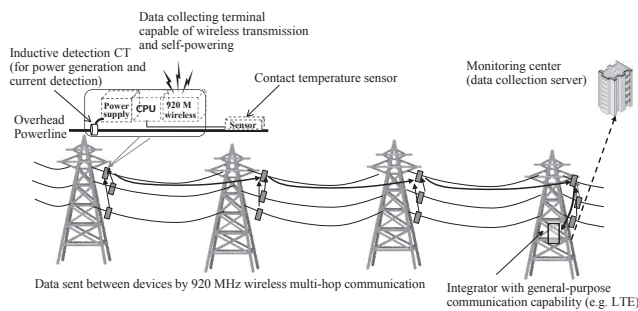 Data collecting terminal
capable of wireless transmission
and self-powering
Inductive detection CT
(for power generation and
current detection)
Contact temperature sensor
Monitoring center
(data collection server)
Power
supply
CPU
920 M
wireless
Sensor
Overhead
Powerline
Data sent between devices by 920 MHz wireless multi-hop communication
Integrator with general-purpose
communication capability (e.g. LTE)